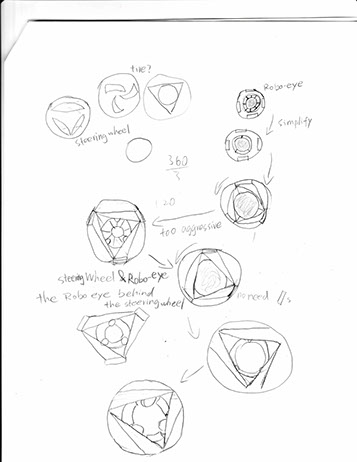 tire?
Robo-eye
simplify
steering wheel
360
3
120
too aggressive
steering Wheel & Robo-eye
the Robo eye behind
the steering wheel
no need //s